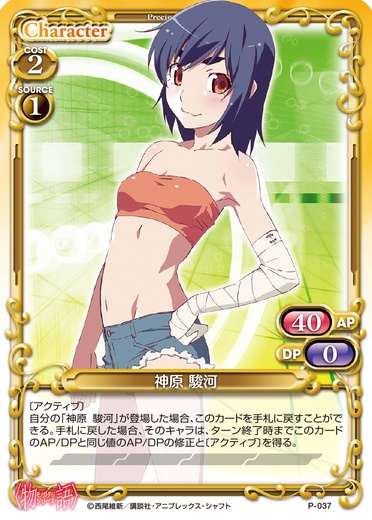 Precio
Character
COST
2
SOURCE
1
40 AP
DP 0
神原 駿河
〔アクティブ〕
自分の「神原 駿河」が登場した場合、このカードを手札に戻すことがで
きる。手札に戻した場合、そのキャラは、ターン終了時までこのカード
のAP/DPと同じ値のAP/DPの修正と〔アクティブ〕を得る。
物語
©西尾維新／講談社・アニプレックス・シャフト
P-037